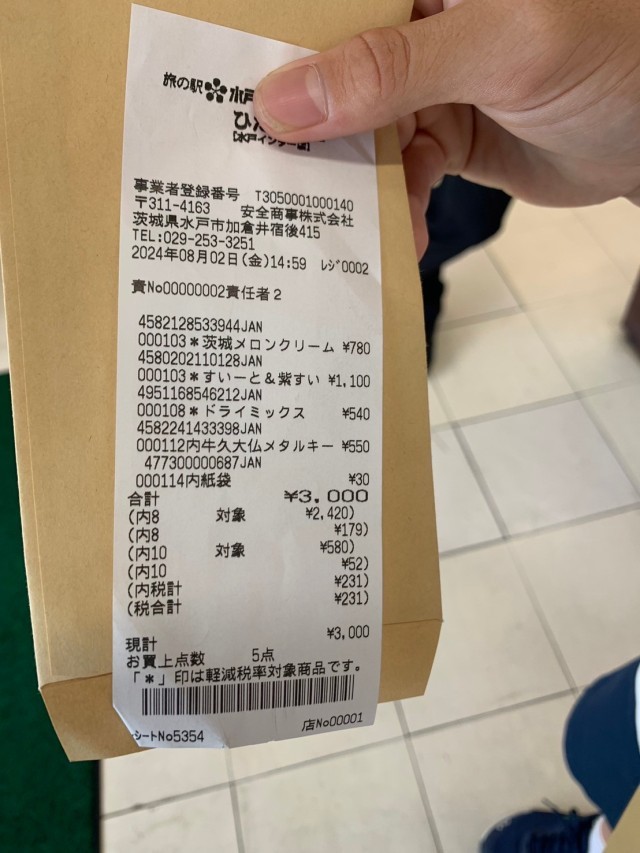 旅の駅 水戸
ひ
[水戸インター店]
事業者登録番号 T3050001000140
〒311-4163 安全商事株式会社
茨城県水戸市加倉井宿後415
TEL:029-253-3251
2024年08月02日(金)14:59 レジ0002
責No00000002責任者2
4582128533944JAN
000103*茨城メロンクリーム ¥780
4580202110128JAN
000103*すいーと&紫すい ¥1,100
4951168546212JAN
000108*ドライミックス ¥540
4582241433398JAN
000112内牛久大仏メタルキー ¥550
477300000687JAN
000114内紙袋 ¥30
合計 ¥3,000
(内8 対象 ¥2,420)
(内8 ¥179)
(内10 対象 ¥580)
(内10 ¥52)
(内税計 ¥231)
(税合計 ¥231)
現計 ¥3,000
お買上点数 5点
「*」印は軽減税率対象商品です。
シートNo5354 店No00001